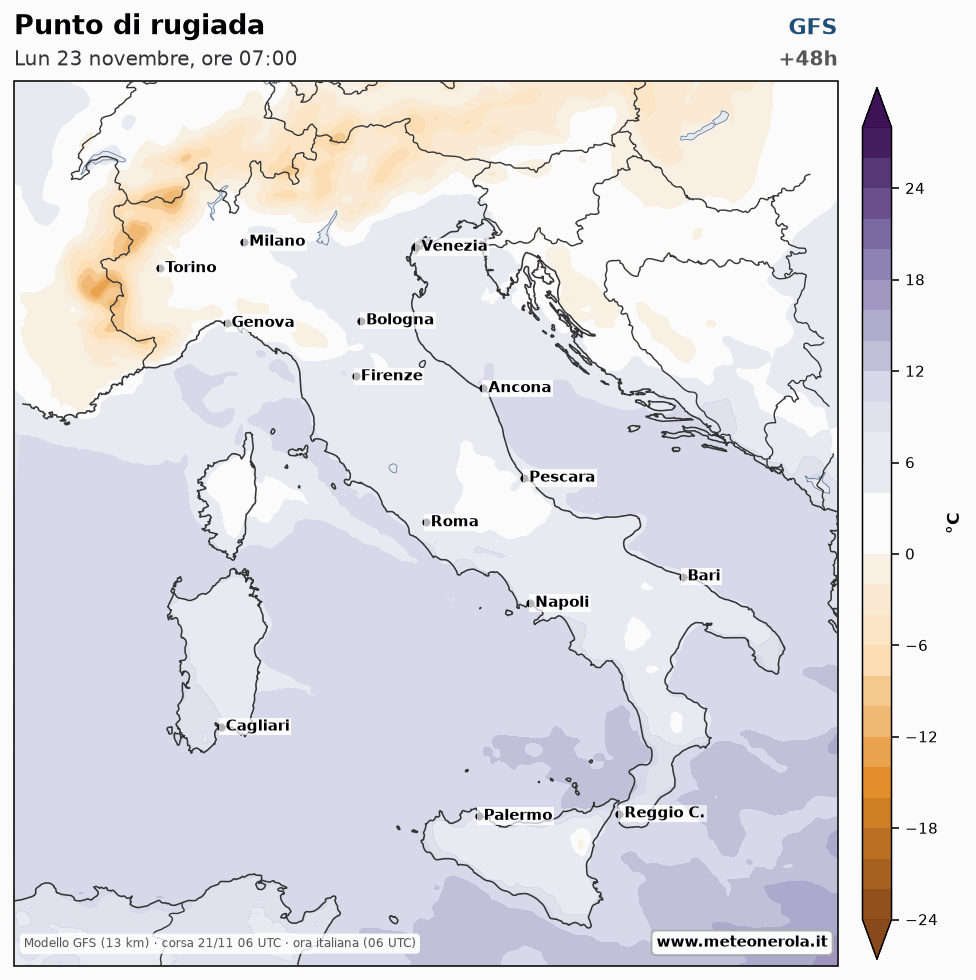 Punto di rugiada
GFS
Lun 23 novembre, ore 07:00
+48h
24
18
12
6
0
−6
−12
−18
−24
°C
Milano
Venezia
Torino
Genova
Bologna
Firenze
Ancona
Pescara
Roma
Bari
Napoli
Cagliari
Palermo
Reggio C.
Modello GFS (13 km) · corsa 21/11 06 UTC · ora italiana (06 UTC)
www.meteonerola.it